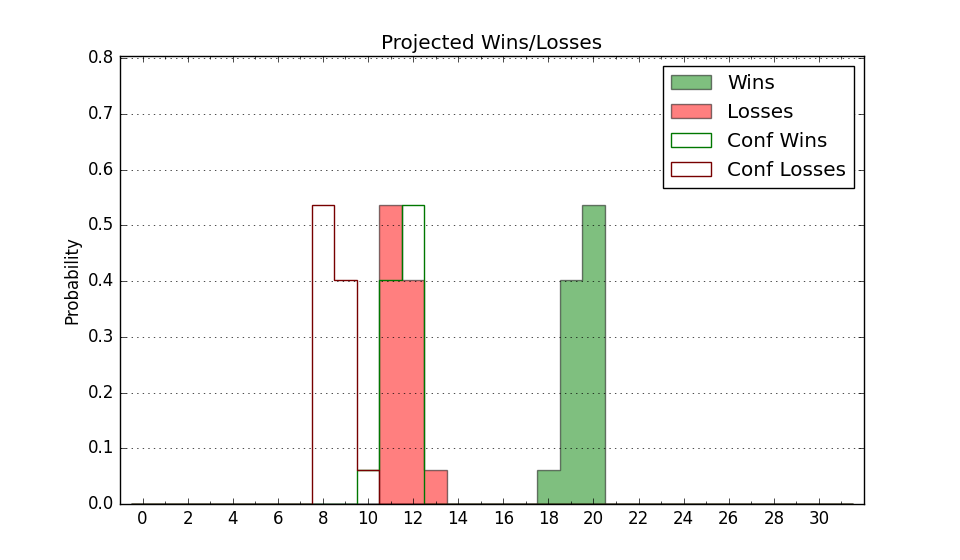 Projected Wins/Losses
0.8
0.7
0.6
0.5
0.4
0.3
0.2
0.1
0.0
Probability
Wins
Losses
Conf Wins
Conf Losses
0 2 4 6 8 10 12 14 16 18 20 22 24 26 28 30